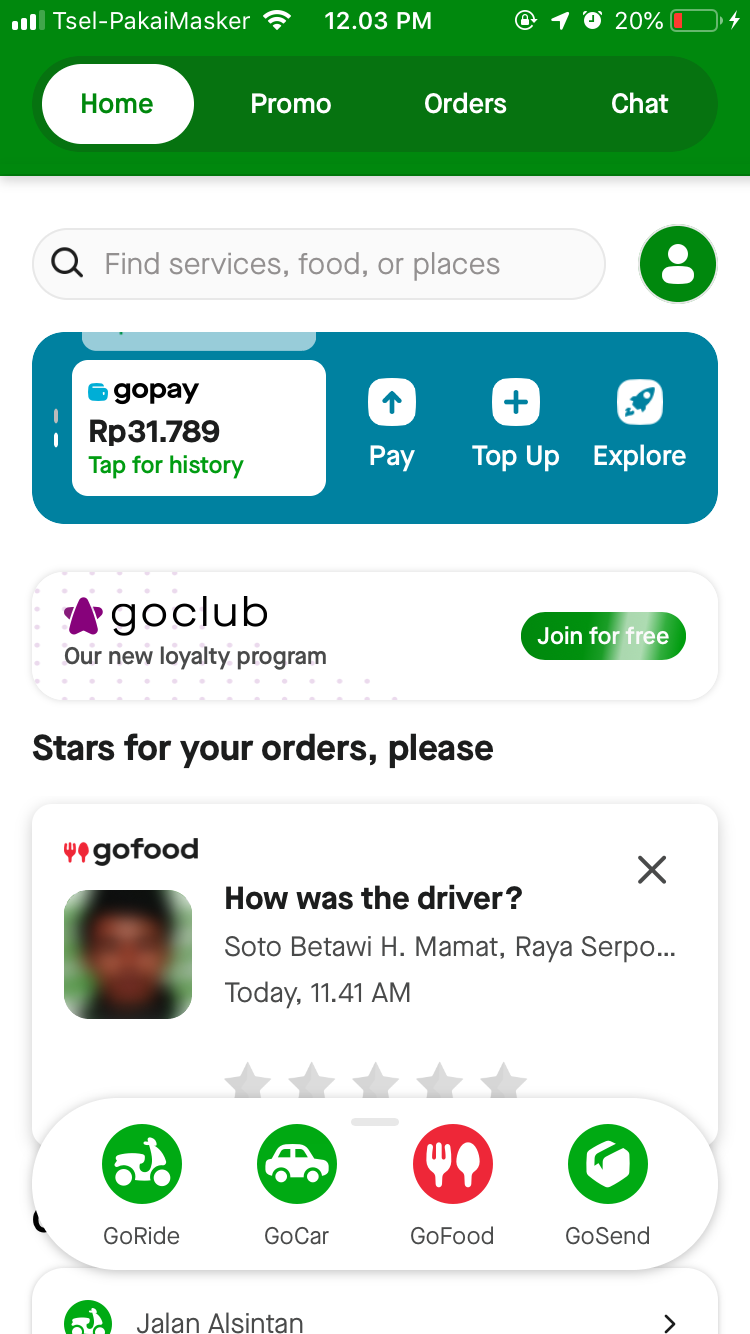 Tsel-PakaiMasker 12.03 PM 20%
Home Promo Orders Chat
Find services, food, or places
gopay
Rp31.789
Tap for history
Pay Top Up Explore
goclub
Our new loyalty program
Join for free
Stars for your orders, please
gofood
How was the driver?
Soto Betawi H. Mamat, Raya Serpo...
Today, 11.41 AM
GoRide GoCar GoFood GoSend
Jalan Alsintan